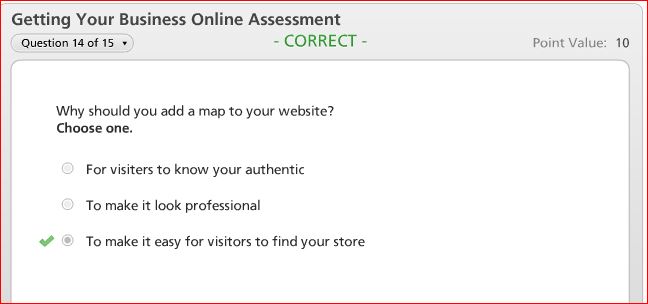 Getting Your Business Online Assessment
Question 14 of 15
- CORRECT -
Point Value: 10
Why should you add a map to your website?
Choose one.
For visiters to know your authentic
To make it look professional
To make it easy for visitors to find your store